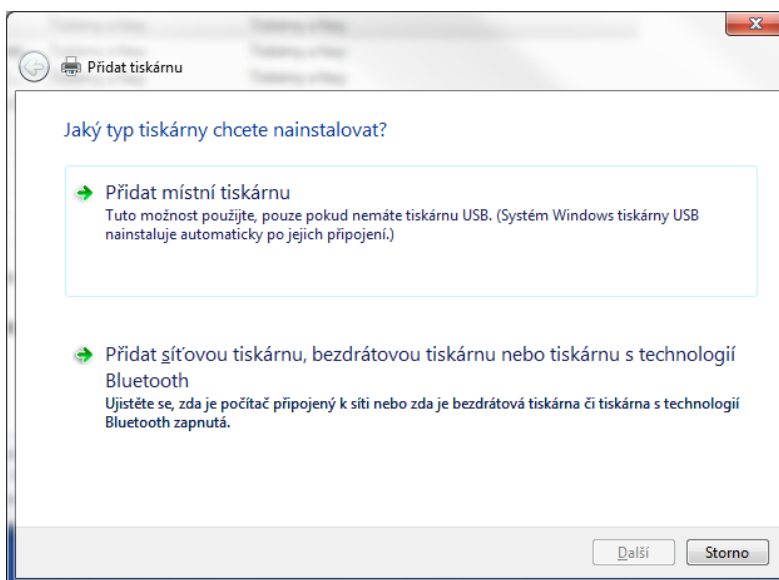 Přidat tiskárnu
Jaký typ tiskárny chcete nainstalovat?
Přidat místní tiskárnu
Tuto možnost použijte, pouze pokud nemáte tiskárnu USB. (Systém Windows tiskárny USB
nainstaluje automaticky po jejich připojení.)
Přidat síťovou tiskárnu, bezdrátovou tiskárnu nebo tiskárnu s technologií
Bluetooth
Ujistěte se, zda je počítač připojený k síti nebo zda je bezdrátová tiskárna či tiskárna s technologií
Bluetooth zapnutá.
Další
Storno